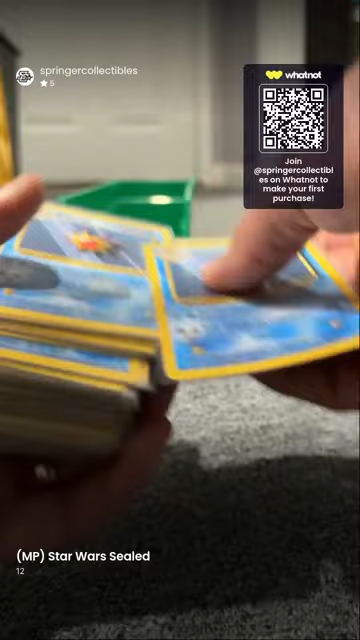 springercollectibles
★ 5
whatnot
Join
@springercollectibl
es on Whatnot to
make your first
purchase!
(MP) Star Wars Sealed
12